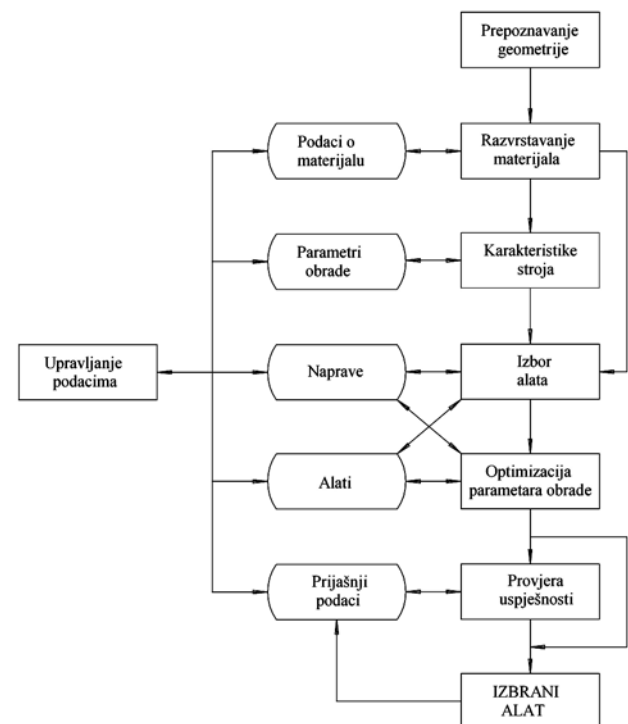 Prepoznavanje
geometrije
Podaci o
materijalu
Razvrstavanje
materijala
Parametri
obrade
Karakteristike
stroja
Upravljanje
podacima
Naprave
Izbor
alata
Alati
Optimizacija
parametara obrade
Prijašnji
podaci
Provjera
uspješnosti
IZBRANI
ALAT